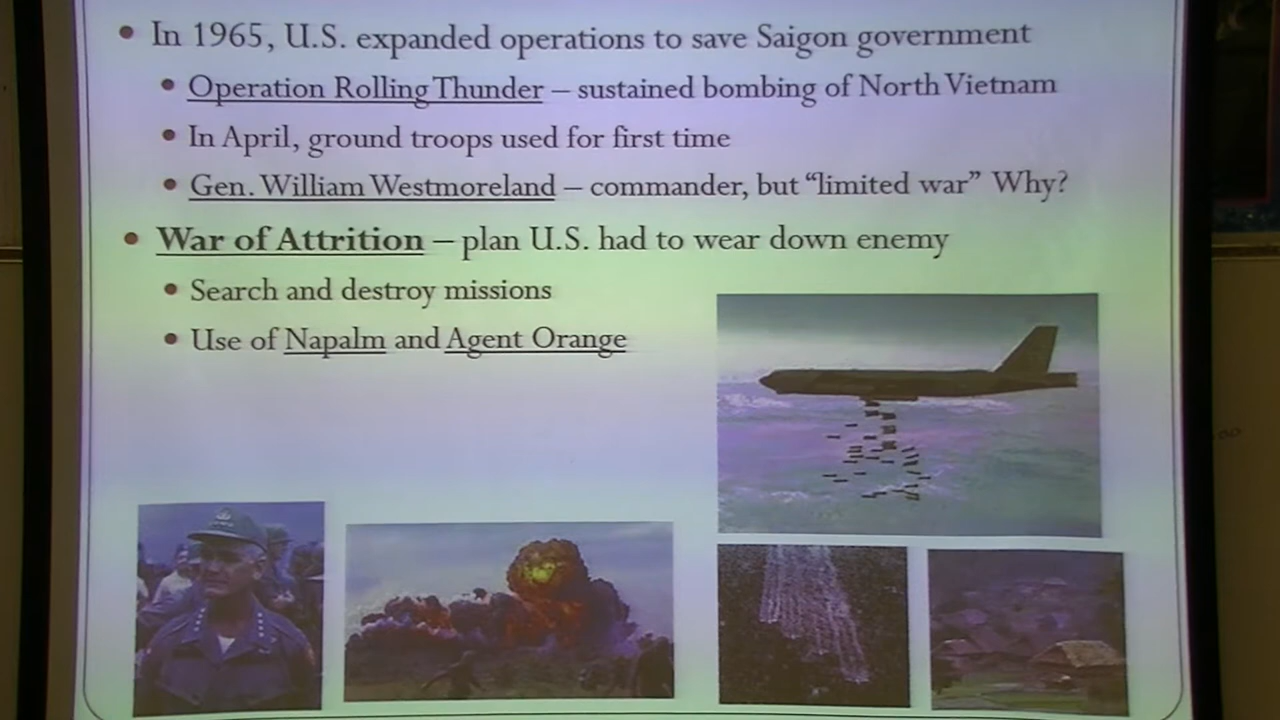 • In 1965, U.S. expanded operations to save Saigon government
• Operation Rolling Thunder – sustained bombing of North Vietnam
• In April, ground troops used for first time
• Gen. William Westmoreland – commander, but “limited war” Why?
• War of Attrition – plan U.S. had to wear down enemy
• Search and destroy missions
• Use of Napalm and Agent Orange